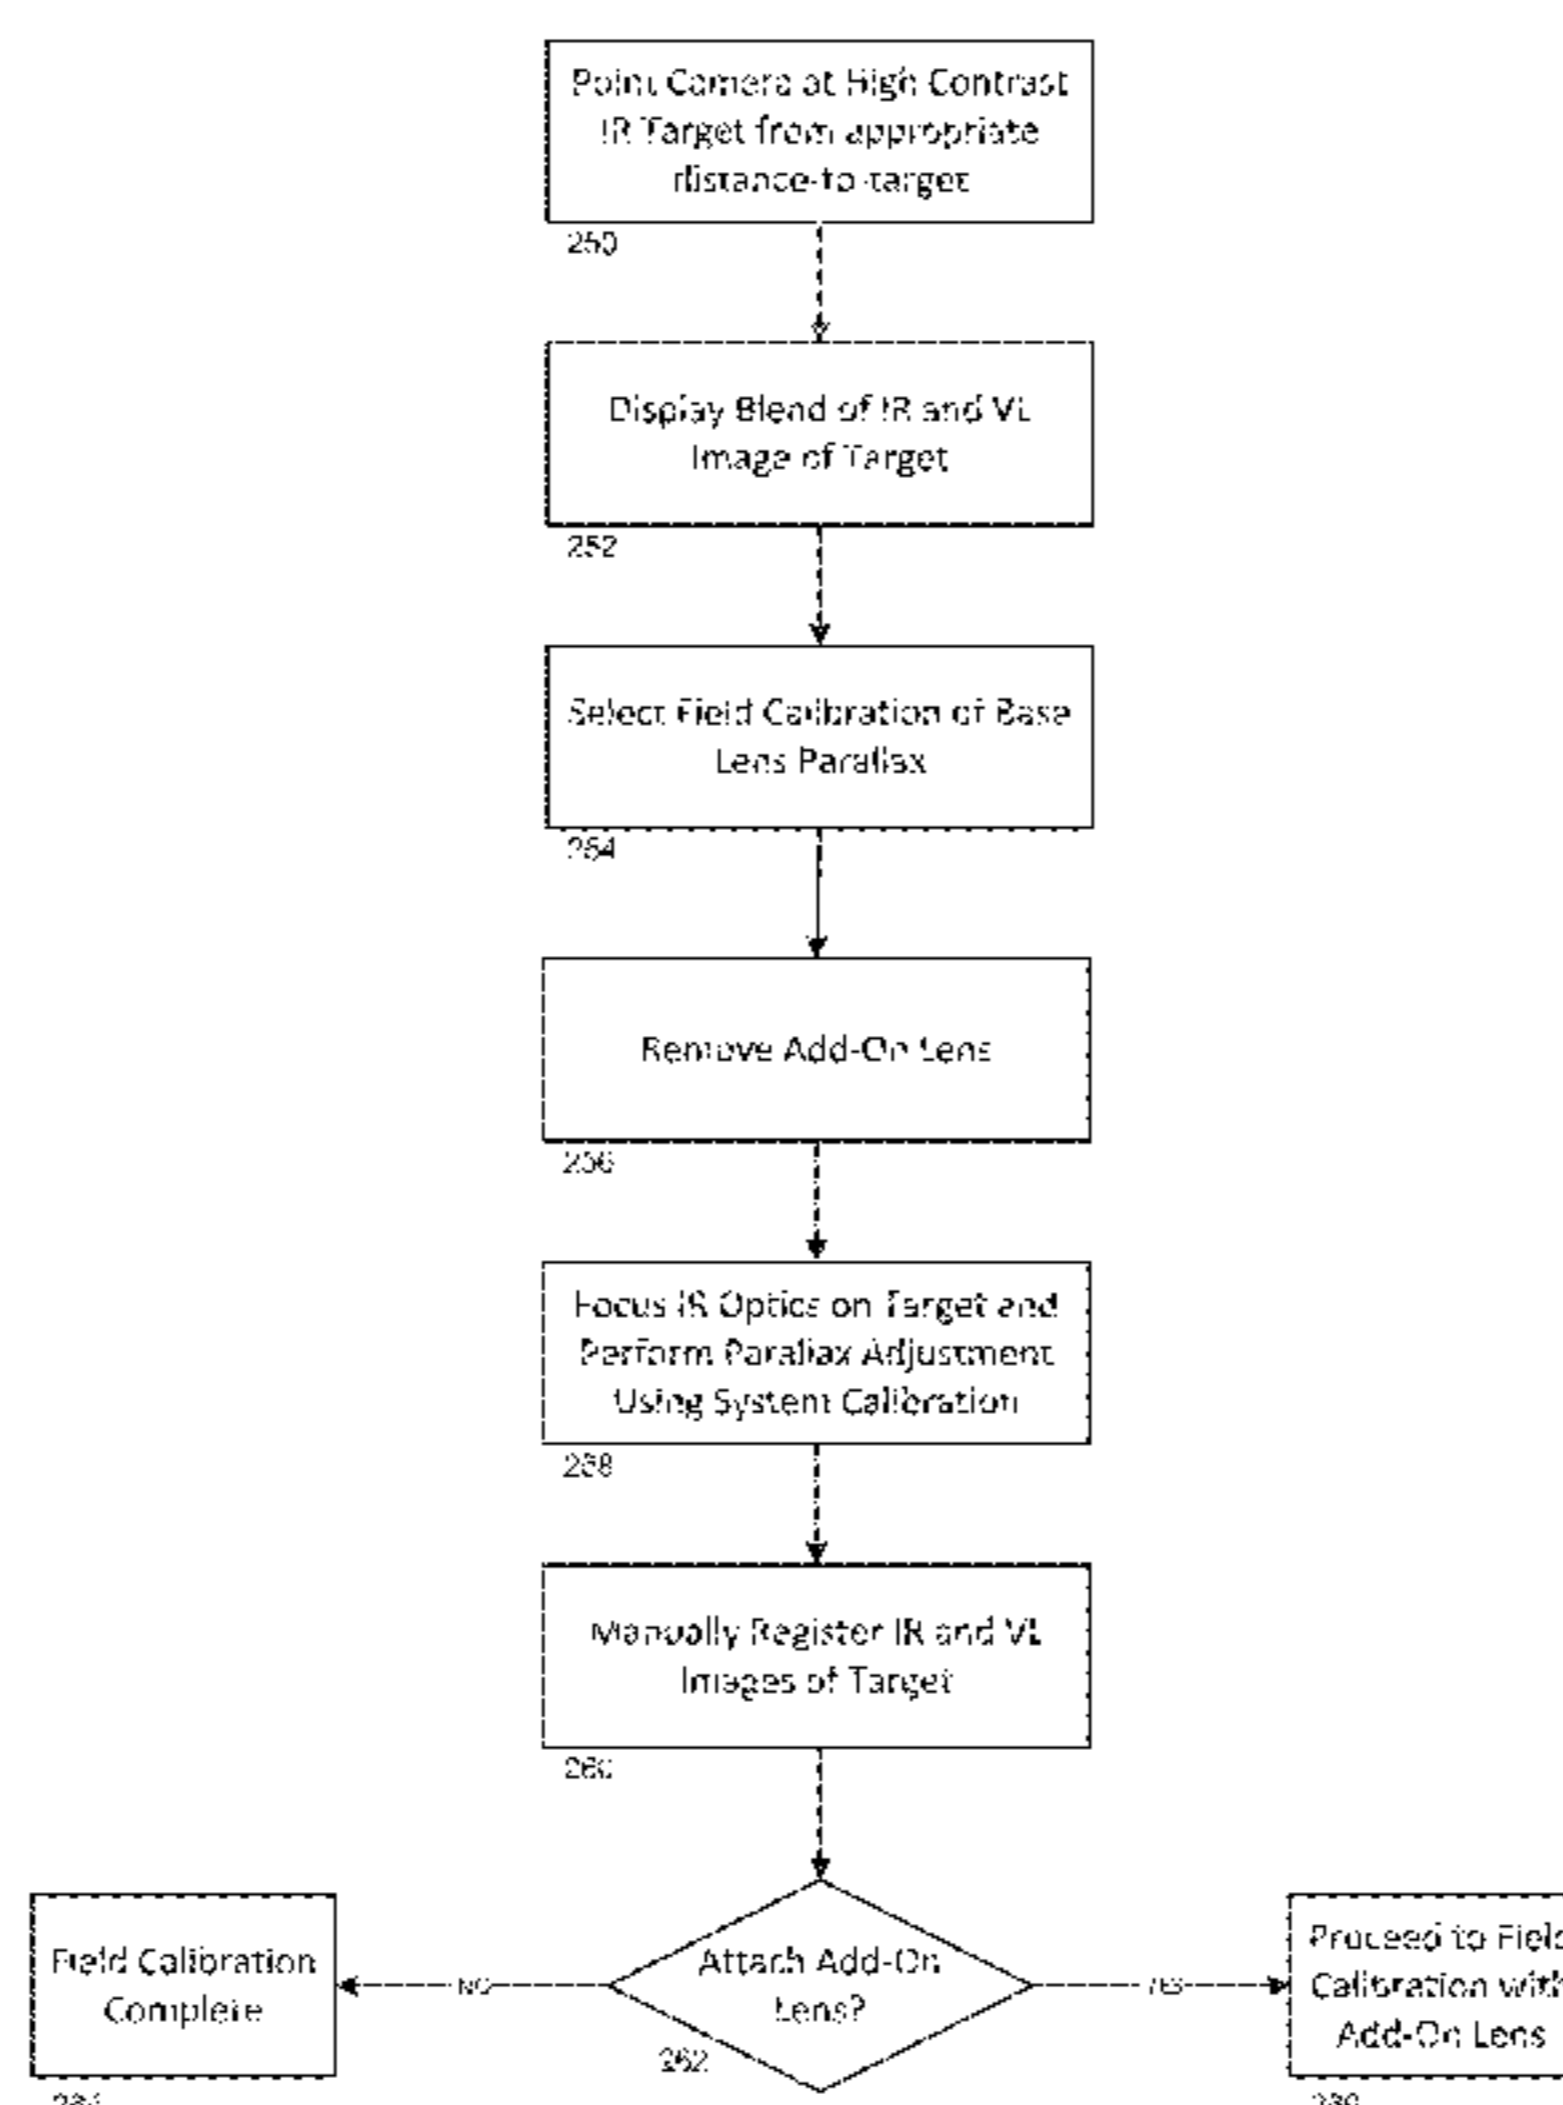 Point Camera at High Contrast
IR Target from appropriate
distance-to-target
250
Display Blend of IR and VL
Image of Target
252
Select Field Calibration of Base
Lens Parallax
254
Remove Add-On Lens
256
Focus IR Optics on Target and
Perform Parallax Adjustment
Using System Calibration
258
Manually Register IR and VL
Images of Target
260
Attach Add-On
Lens?
262
NO
YES
Field Calibration
Complete
Proceed to Field
Calibration with
Add-On Lens